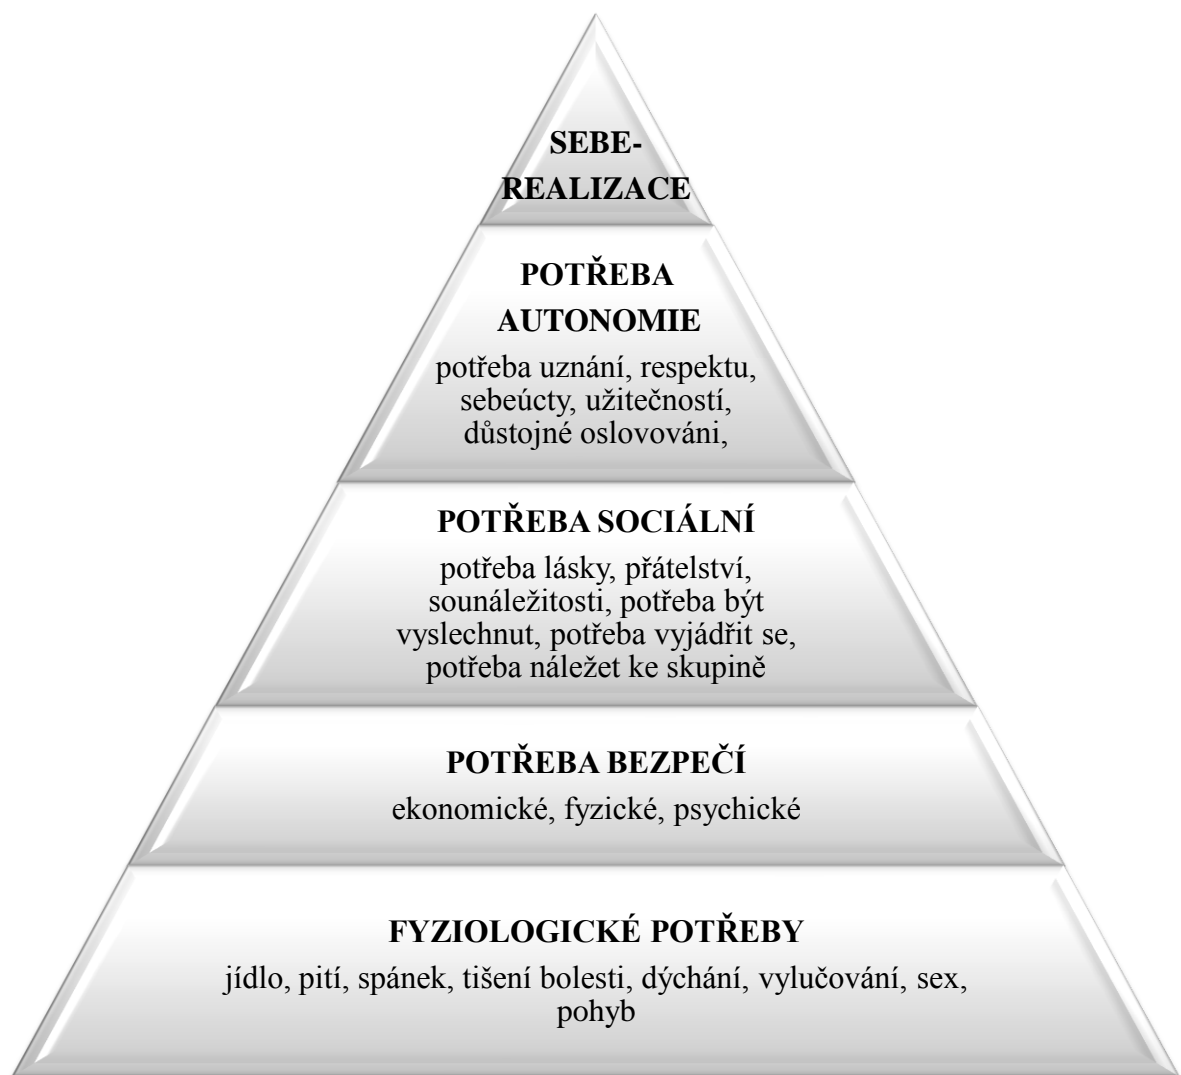 SEBE-
REALIZACE
POTŘEBA
AUTONOMIE
potřeba uznání, respektu,
sebeúcty, užitečností,
důstojné oslovováni,
POTŘEBA SOCIÁLNÍ
potřeba lásky, přátelství,
sounáležitosti, potřeba být
vyslechnut, potřeba vyjádřit se,
potřeba náležet ke skupině
POTŘEBA BEZPEČÍ
ekonomické, fyzické, psychické
FYZIOLOGICKÉ POTŘEBY
jídlo, pití, spánek, tišení bolesti, dýchání, vylučování, sex,
pohyb